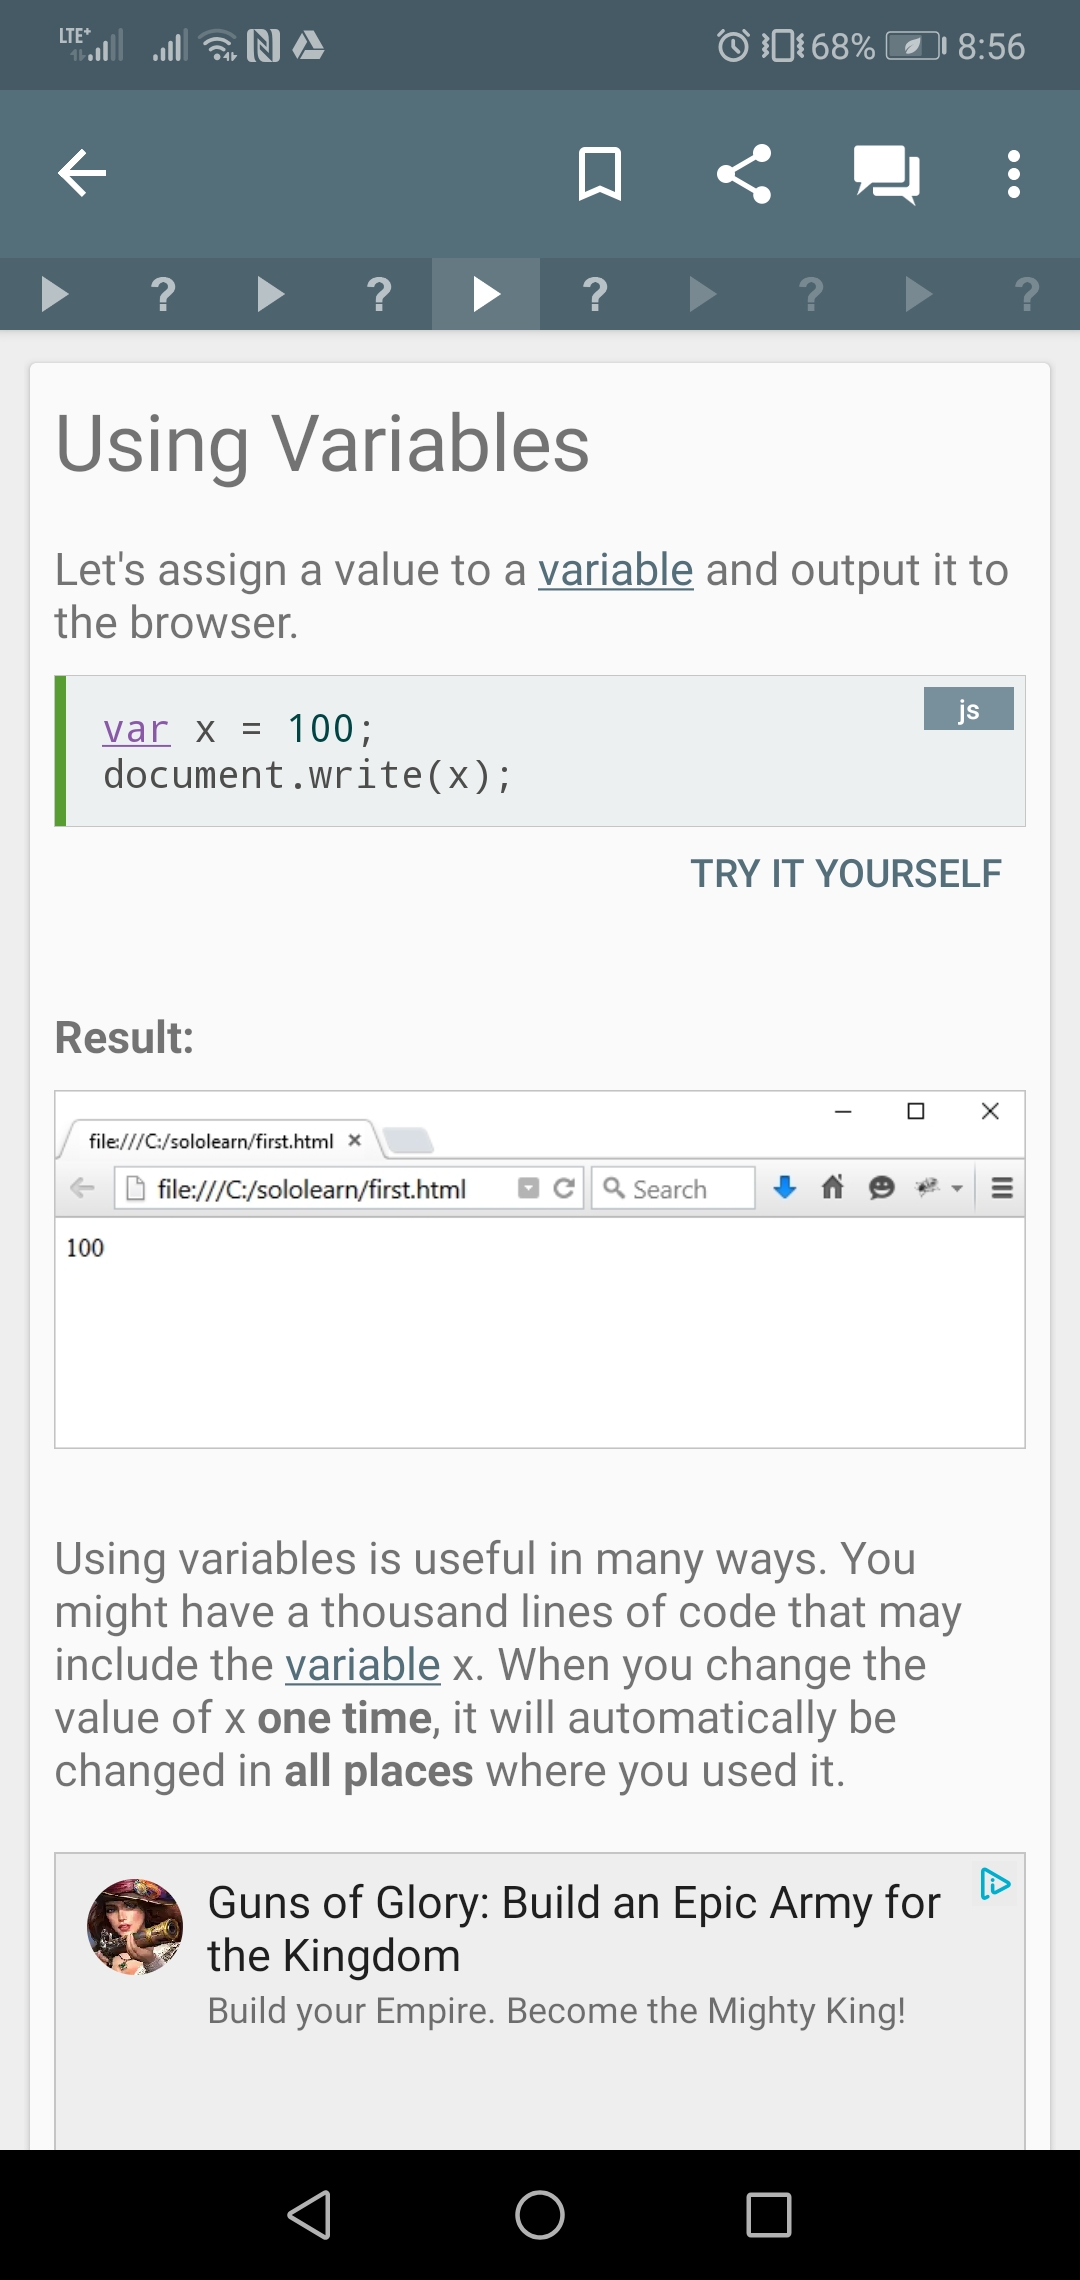 LTE+ 68% 8:56
? ? ? ? ?
Using Variables
Let's assign a value to a variable and output it to
the browser.
js
var x = 100;
document.write(x);
TRY IT YOURSELF
Result:
file:///C:/sololearn/first.html
file:///C:/sololearn/first.html Search
100
Using variables is useful in many ways. You
might have a thousand lines of code that may
include the variable x. When you change the
value of x one time, it will automatically be
changed in all places where you used it.
Guns of Glory: Build an Epic Army for
the Kingdom
Build your Empire. Become the Mighty King!